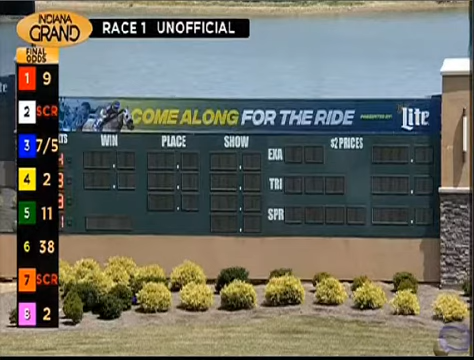 INDIANA
GRAND
RACE 1 UNOFFICIAL
FINAL
ODDS
1 9
2 SCR
3 7/5
4 2
5 11
6 38
7 SCR
8 2
COME ALONG FOR THE RIDE
PRESENTED BY
Lite
WIN PLACE SHOW $2 PRICES
EXA
TRI
SPR